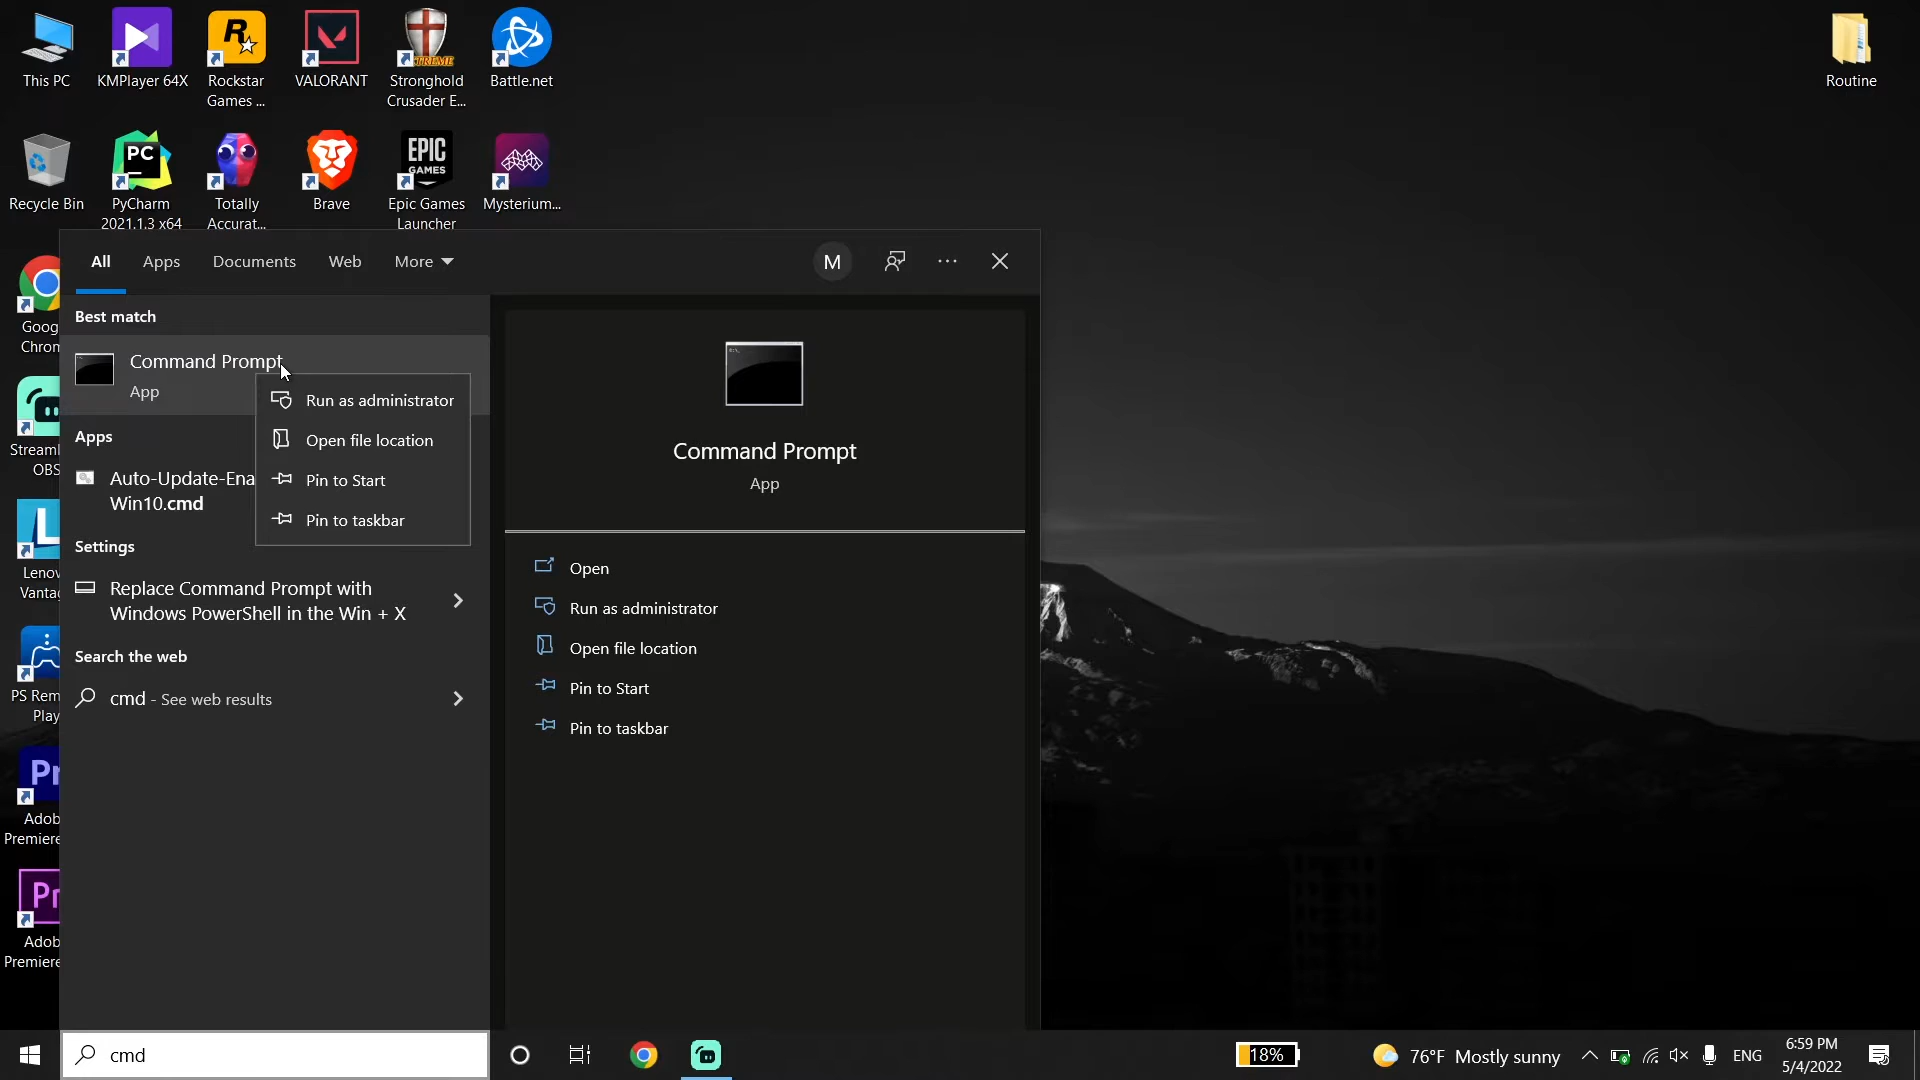 This PC
KMPlayer 64X
Rockstar
Games ...
VALORANT
Stronghold
Crusader E...
Battle.net
Routine
Recycle Bin
PyCharm
2021.1.3 x64
Totally
Accurat...
Brave
Epic Games
Launcher
Mysterium...
PC
EPIC
GAMES
All
Apps
Documents
Web
More
M
Goog
Chrom
Streaml
OBS
Lenov
Vantag
PS Rem
Play
Adob
Premiere
Adob
Premiere
Best match
Command Prompt
App
Run as administrator
Open file location
Pin to Start
Pin to taskbar
Apps
Auto-Update-Ena
Win10.cmd
Settings
Replace Command Prompt with
Windows PowerShell in the Win + X
Search the web
cmd - See web results
Command Prompt
App
Open
Run as administrator
Open file location
Pin to Start
Pin to taskbar
cmd
18%
76°F Mostly sunny
ENG
6:59 PM
5/4/2022